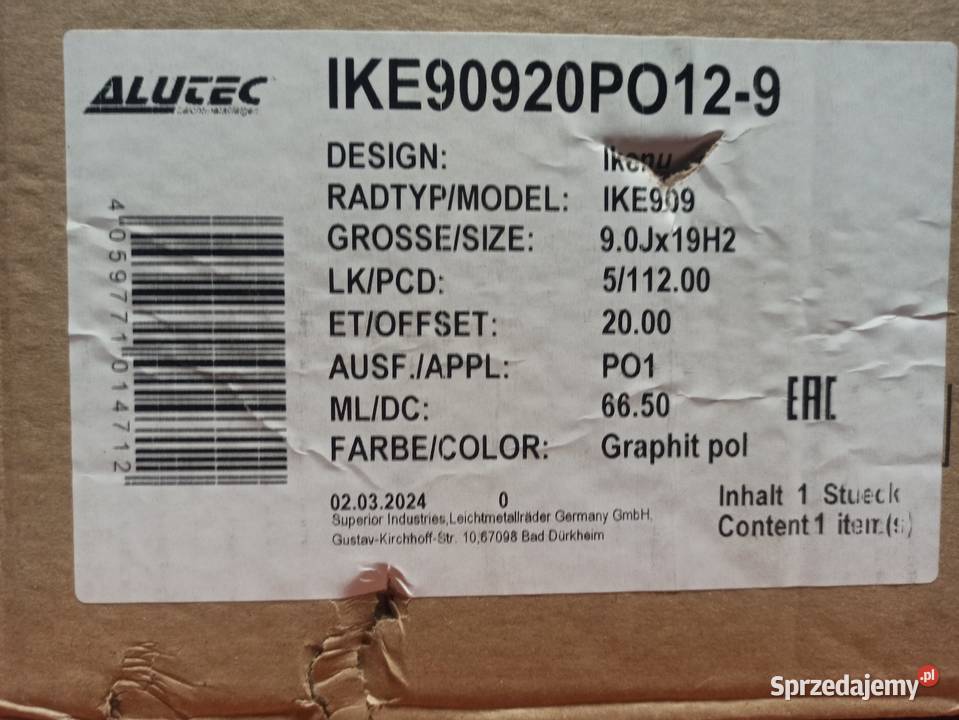 ALUTEC
IKE90920PO12-9
DESIGN: Ikenu
RADTYP/MODEL: IKE909
GROSSE/SIZE: 9.0Jx19H2
LK/PCD: 5/112.00
ET/OFFSET: 20.00
AUSF./APPL: PO1
ML/DC: 66.50
FARBE/COLOR: Graphit pol
EAC
4059771014712
02.03.2024 0
Superior Industries,Leichtmetallräder Germany GmbH,
Gustav-Kirchhoff-Str. 10,67098 Bad Dürkheim
Inhalt 1 Stueck
Content 1 item(s)
Sprzedajemy.pl